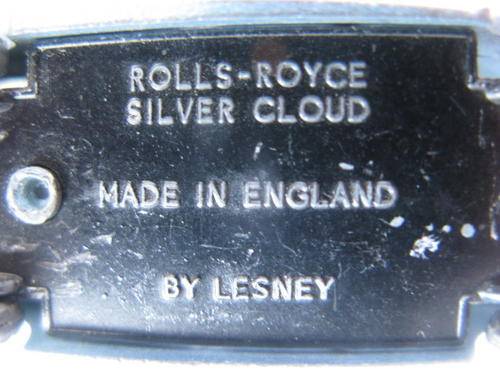 ROLLS-ROYCE
SILVER CLOUD
MADE IN ENGLAND
BY LESNEY